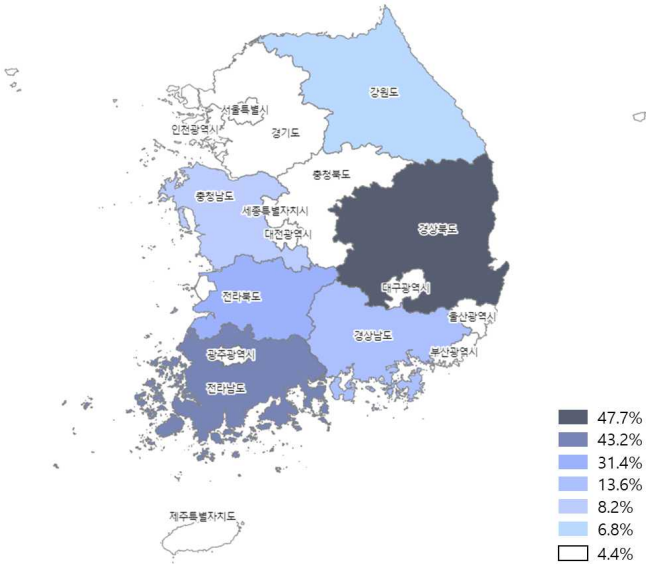 강원도
서울특별시
인천광역시
경기도
충청북도
충청남도
세종특별자치시
경상북도
대전광역시
대구광역시
전라북도
울산광역시
경상남도
부산광역시
광주광역시
전라남도
제주특별자치도
47.7%
43.2%
31.4%
13.6%
8.2%
6.8%
4.4%